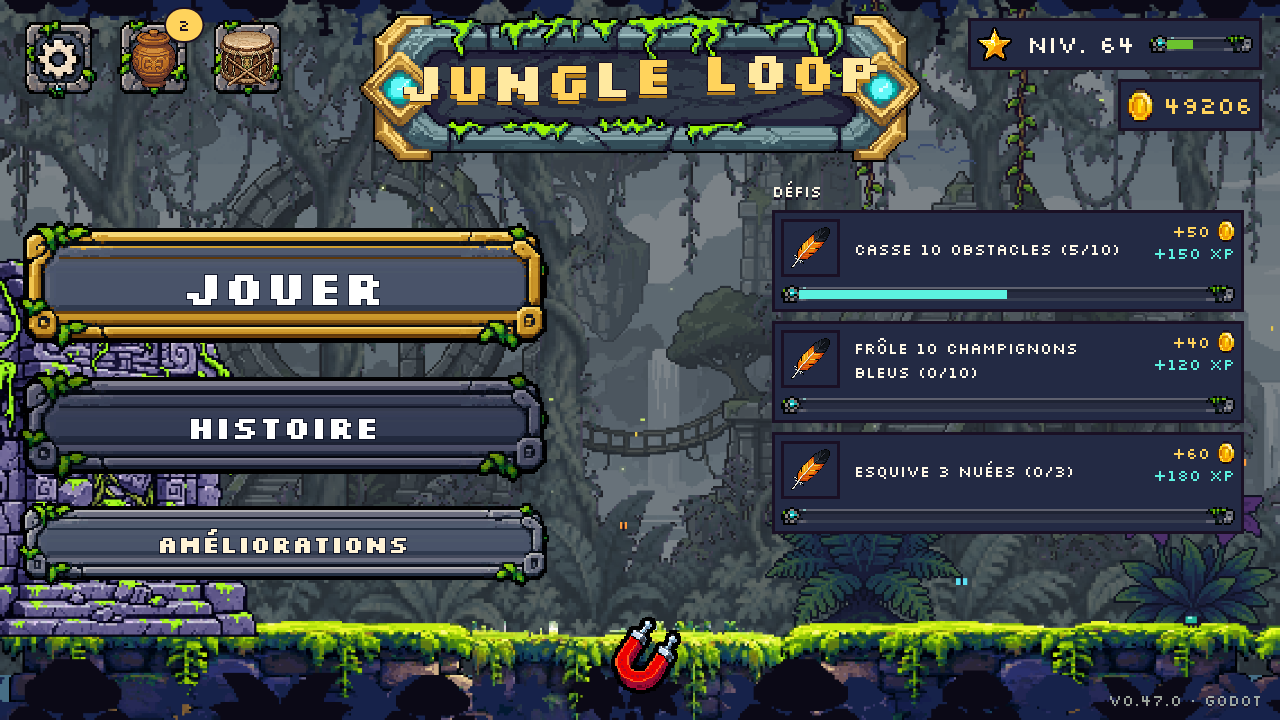 2
JUNGLE LOOP
NIV. 64
49206
DÉFIS
CASSE 10 OBSTACLES (5/10)
+50
+150 XP
FRÔLE 10 CHAMPIGNONS
BLEUS (0/10)
+40
+120 XP
ESQUIVE 3 NUÉES (0/3)
+60
+180 XP
JOUER
HISTOIRE
AMÉLIORATIONS
V0.47.0 · GODOT